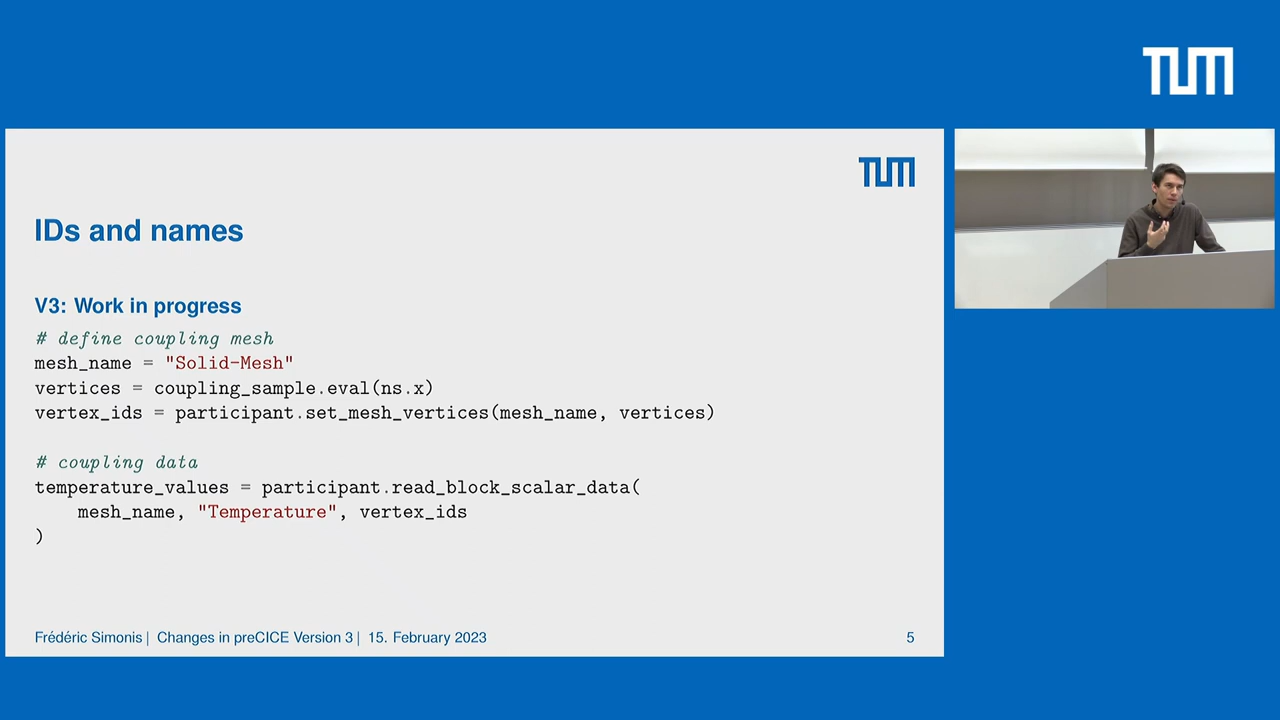 TUM
TUM
IDs and names
V3: Work in progress
# define coupling mesh
mesh_name = "Solid-Mesh"
vertices = coupling_sample.eval(ns.x)
vertex_ids = participant.set_mesh_vertices(mesh_name, vertices)
# coupling data
temperature_values = participant.read_block_scalar_data(
    mesh_name, "Temperature", vertex_ids
)
Frédéric Simonis | Changes in preCICE Version 3 | 15. February 2023 5